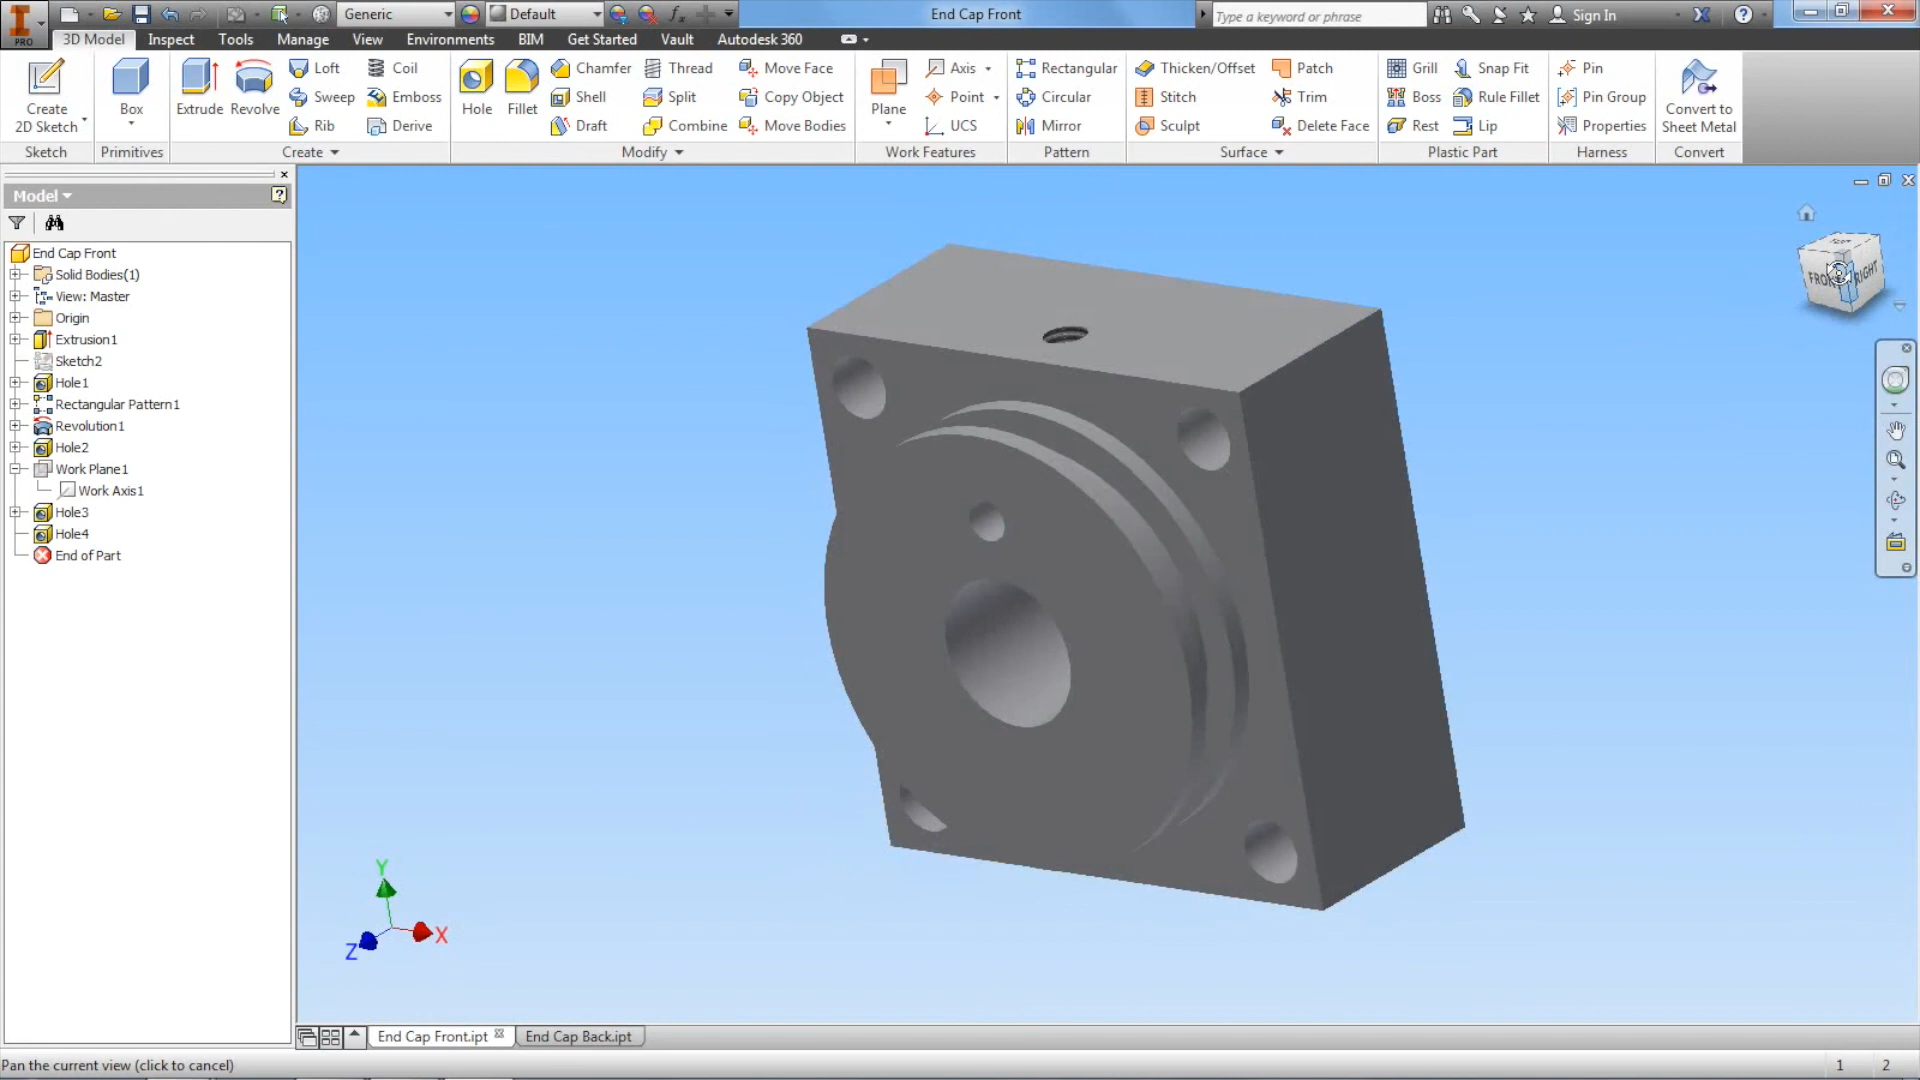 PRO
Generic
Default
End Cap Front
Type a keyword or phrase
Sign In
3D Model Inspect Tools Manage View Environments BIM Get Started Vault Autodesk 360
Create
2D Sketch
Sketch
Box
Primitives
Extrude
Revolve
Loft
Sweep
Rib
Coil
Emboss
Derive
Create
Hole
Fillet
Chamfer
Shell
Draft
Thread
Split
Combine
Move Face
Copy Object
Move Bodies
Modify
Plane
Axis
Point
UCS
Work Features
Rectangular
Circular
Mirror
Pattern
Thicken/Offset
Stitch
Sculpt
Patch
Trim
Delete Face
Surface
Grill
Boss
Rest
Snap Fit
Rule Fillet
Lip
Plastic Part
Pin
Pin Group
Properties
Harness
Convert to
Sheet Metal
Convert
Model
End Cap Front
Solid Bodies(1)
View: Master
Origin
Extrusion1
Sketch2
Hole1
Rectangular Pattern1
Revolution1
Hole2
Work Plane1
Work Axis1
Hole3
Hole4
End of Part
RIGHT
Y
X
Z
End Cap Front.ipt
End Cap Back.ipt
Pan the current view (click to cancel)
1 2